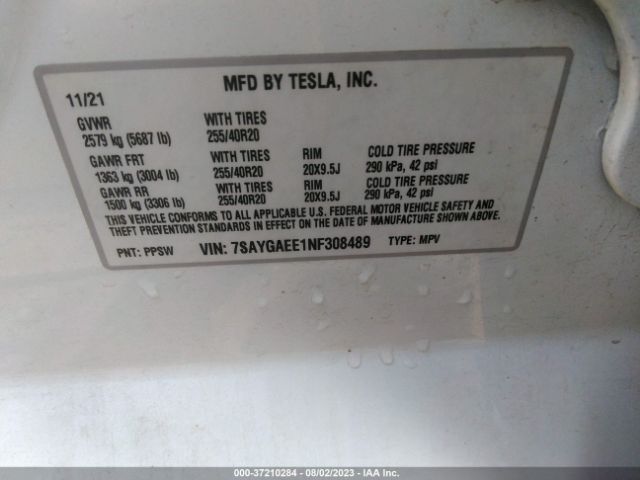 MFD BY TESLA, INC.
11/21
GVWR WITH TIRES
2579 kg (5687 lb) 255/40R20
GAWR FRT WITH TIRES RIM COLD TIRE PRESSURE
1363 kg (3004 lb) 255/40R20 20X9.5J 290 kPa, 42 psi
GAWR RR WITH TIRES RIM COLD TIRE PRESSURE
1500 kg (3306 lb) 255/40R20 20X9.5J 290 kPa, 42 psi
THIS VEHICLE CONFORMS TO ALL APPLICABLE U.S. FEDERAL MOTOR VEHICLE SAFETY AND
THEFT PREVENTION STANDARDS IN EFFECT ON THE DATE OF MANUFACTURE SHOWN ABOVE.
PNT: PPSW VIN: 7SAYGAEE1NF308489 TYPE: MPV
000-37210284 - 08/02/2023 - IAA Inc.